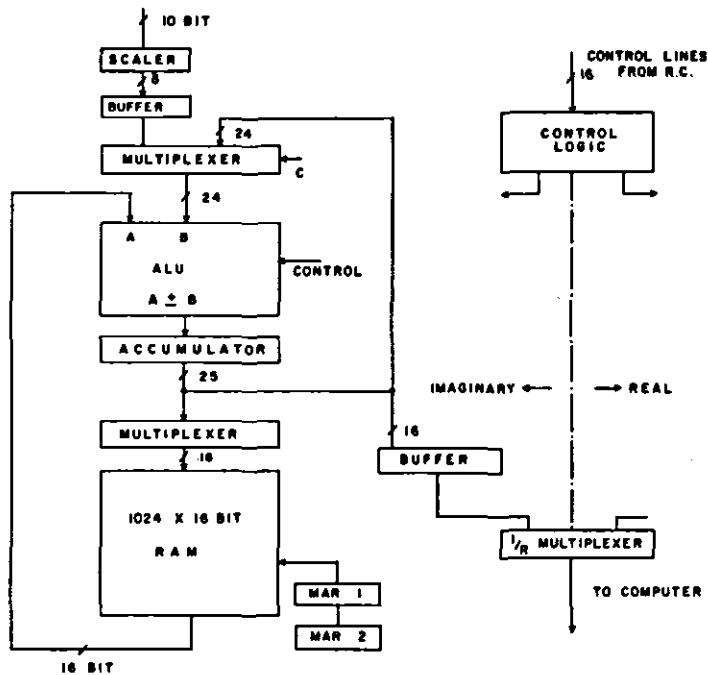 10 BIT
SCALER
8
BUFFER
24
MULTIPLEXER
C
24
A B
ALU
CONTROL
A ± B
ACCUMULATOR
25
MULTIPLEXER
16
1024 X 16 BIT
RAM
MAR 1
MAR 2
16 BIT
16
BUFFER
CONTROL LINES
FROM R.C.
16
CONTROL
LOGIC
IMAGINARY
REAL
I/R MULTIPLEXER
TO COMPUTER